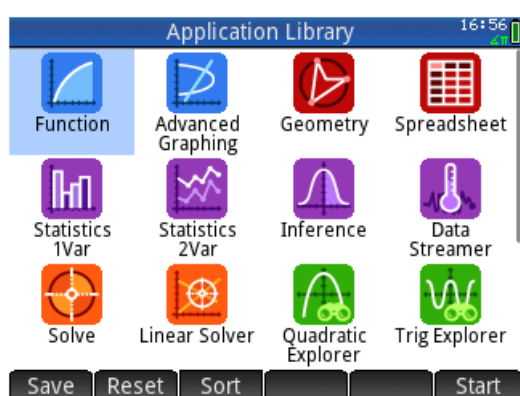 Application Library
16:56
∡π
Function
Advanced
Graphing
Geometry
Spreadsheet
Statistics
1Var
Statistics
2Var
Inference
Data
Streamer
Solve
Linear Solver
Quadratic
Explorer
Trig Explorer
Save
Reset
Sort
Start